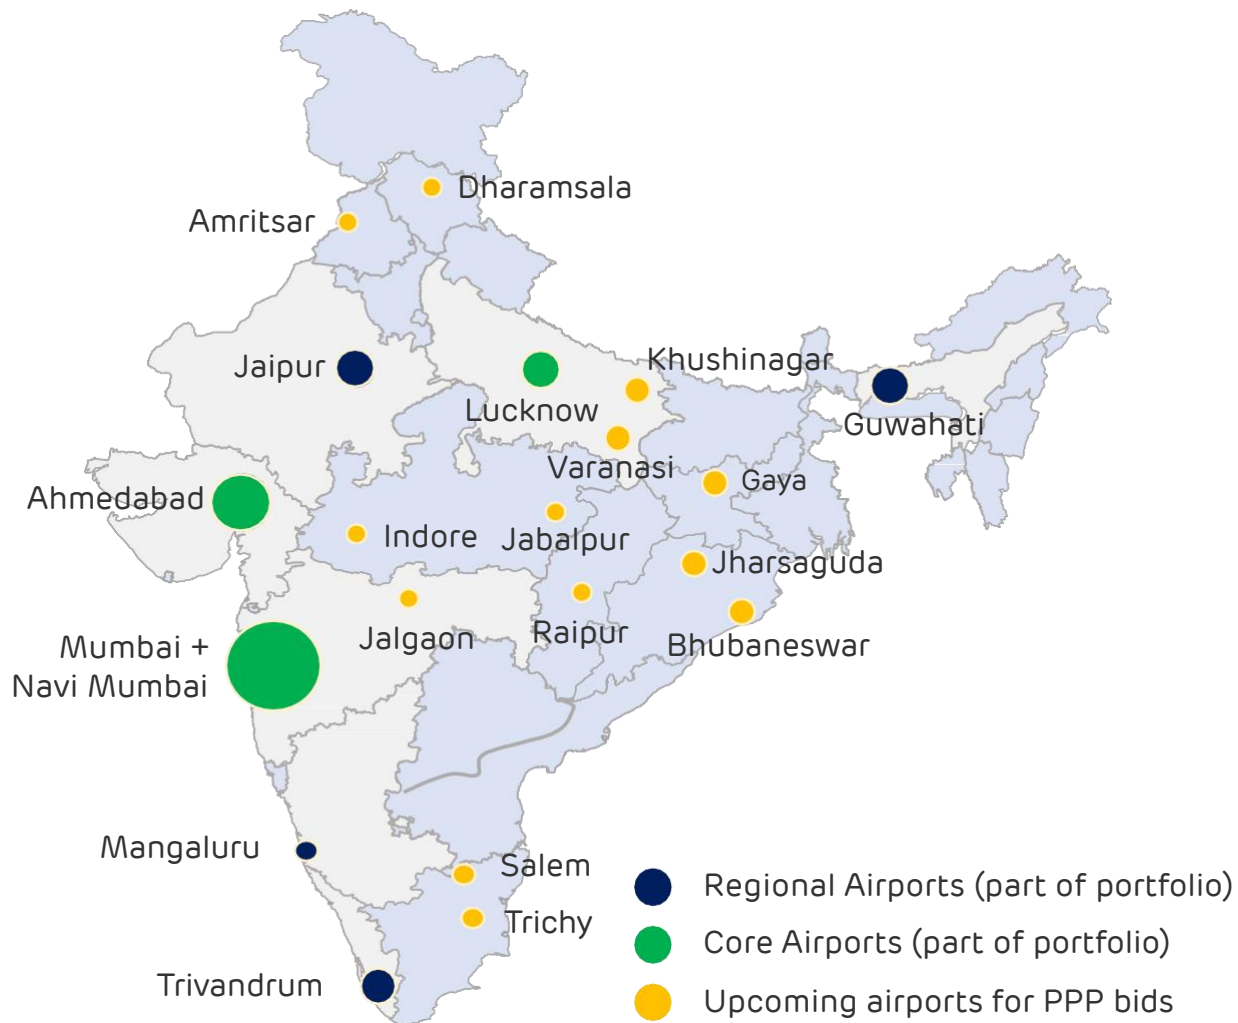 Dharamsala
Amritsar
Jaipur
Khushinagar
Lucknow
Guwahati
Varanasi
Gaya
Ahmedabad
Indore
Jabalpur
Jharsaguda
Jalgaon
Raipur
Bhubaneswar
Mumbai +
Navi Mumbai
Mangaluru
Salem
Trichy
Trivandrum
Regional Airports (part of portfolio)
Core Airports (part of portfolio)
Upcoming airports for PPP bids